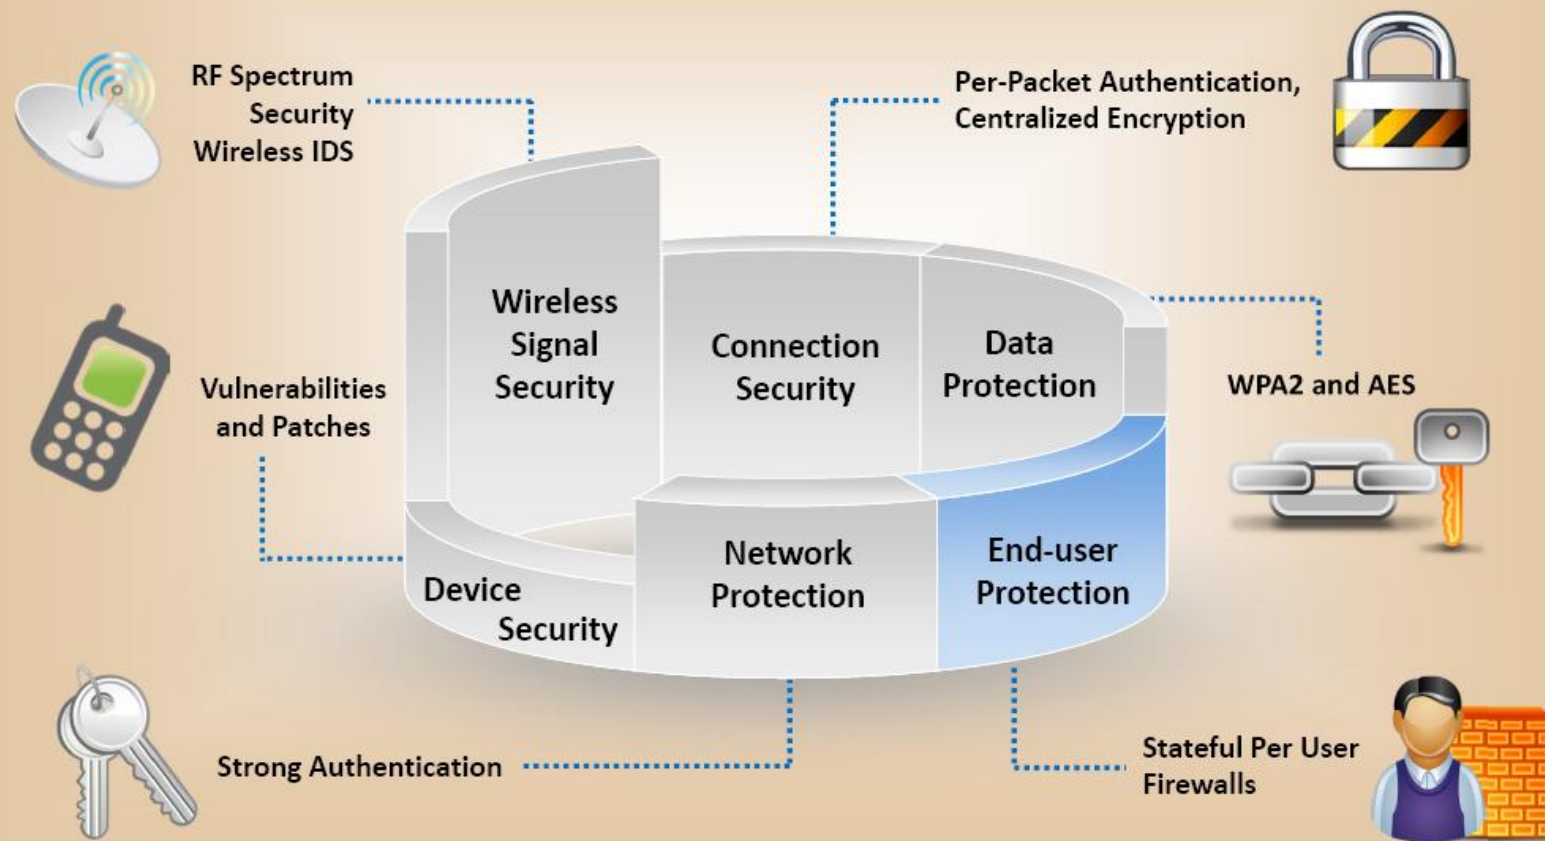 RF Spectrum
Security
Wireless IDS
Per-Packet Authentication,
Centralized Encryption
Wireless
Signal
Security
Connection
Security
Data
Protection
WPA2 and AES
Vulnerabilities
and Patches
Device
Security
Network
Protection
End-user
Protection
Strong Authentication
Stateful Per User
Firewalls